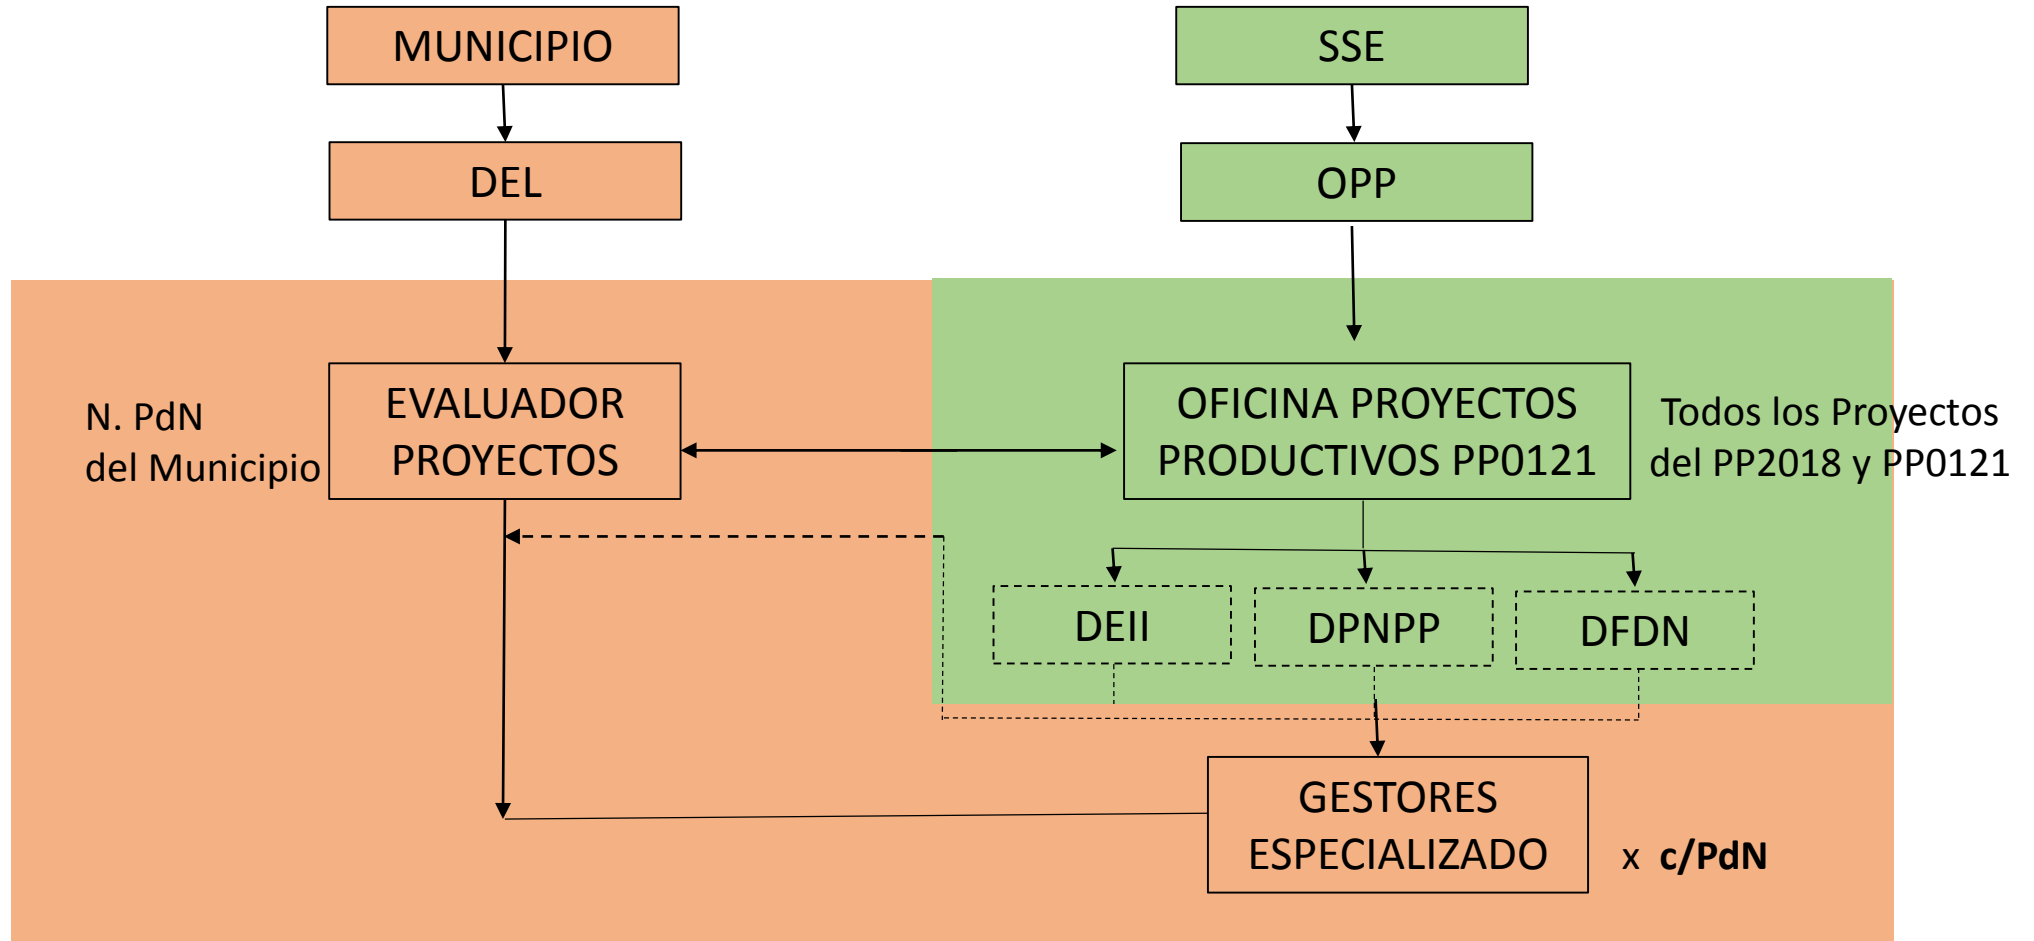 MUNICIPIO
SSE
DEL
OPP
N. PdN
del Municipio
EVALUADOR
PROYECTOS
OFICINA PROYECTOS
PRODUCTIVOS PP0121
Todos los Proyectos
del PP2018 y PP0121
DEII
DPNPP
DFDN
GESTORES
ESPECIALIZADO
x c/PdN